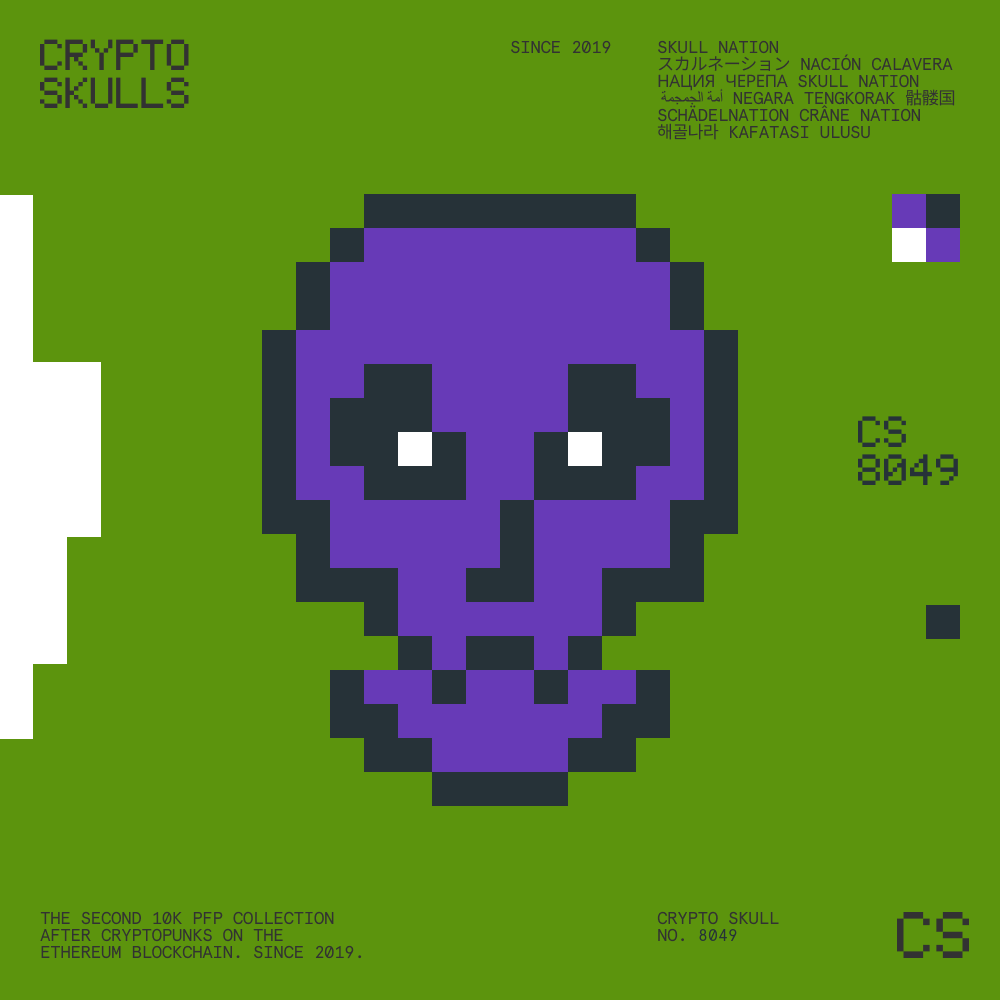 CRYPTO
SKULLS
SINCE 2019
SKULL NATION
スカルネーション NACIÓN CALAVERA
НАЦИЯ ЧЕРЕПА SKULL NATION
أمة الجمجمة NEGARA TENGKORAK 骷髅国
SCHÄDELNATION CRÂNE NATION
해골나라 KAFATASI ULUSU
CS
8049
THE SECOND 10K PFP COLLECTION
AFTER CRYPTOPUNKS ON THE
ETHEREUM BLOCKCHAIN. SINCE 2019.
CRYPTO SKULL
NO. 8049
CS